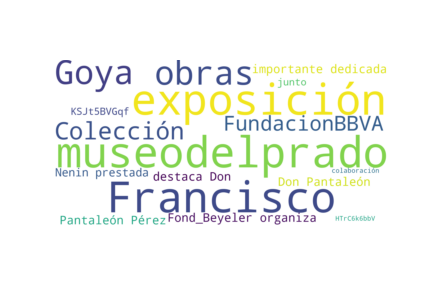 Goya obras importante dedicada
junto
exposición
KSJt5BVGqf
Colección FundacionBBVA
museodelprado
Nenin prestada destaca Don colaboración
Francisco Don Pantaleón
Pantaleón Pérez Fond_Beyeler organiza HTrC6k6bbV